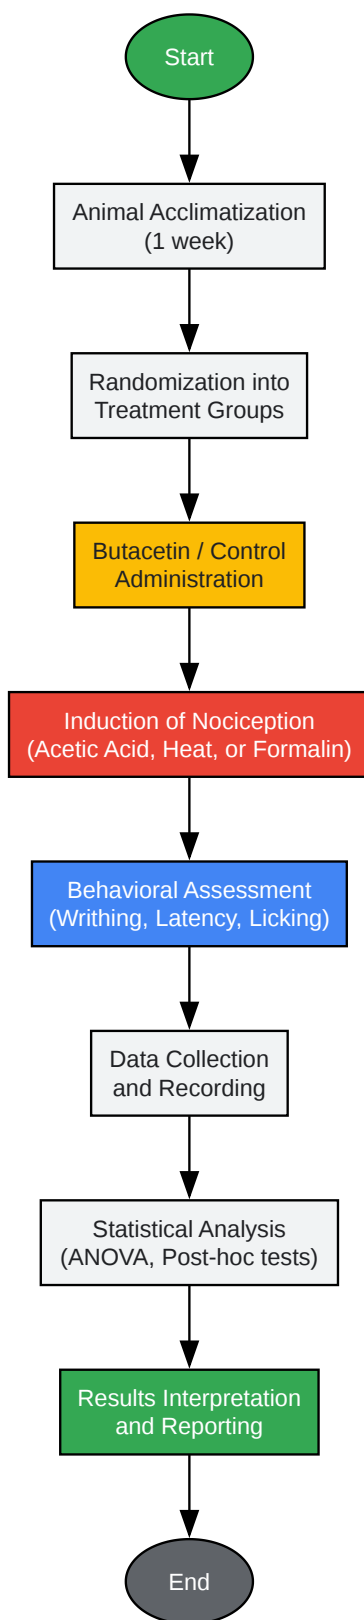 Start
Animal Acclimatization
(1 week)
Randomization into
Treatment Groups
Butacetin / Control
Administration
Induction of Nociception
(Acetic Acid, Heat, or Formalin)
Behavioral Assessment
(Writhing, Latency, Licking)
Data Collection
and Recording
Statistical Analysis
(ANOVA, Post-hoc tests)
Results Interpretation
and Reporting
End